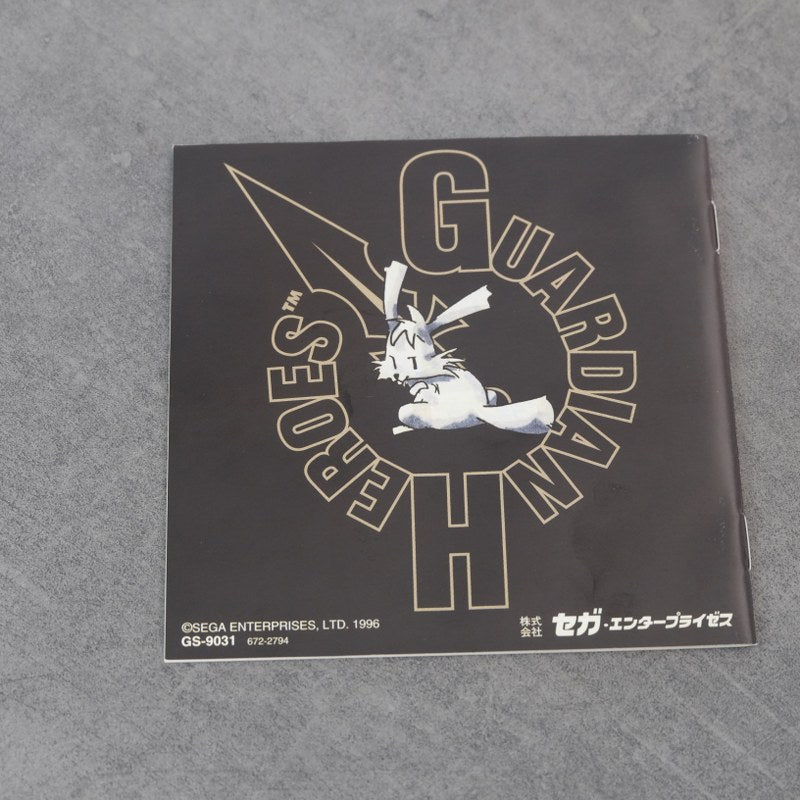 GUARDIAN
HEROES™
©SEGA ENTERPRISES, LTD. 1996
GS-9031 672-2794
株式会社 セガ・エンタープライゼス